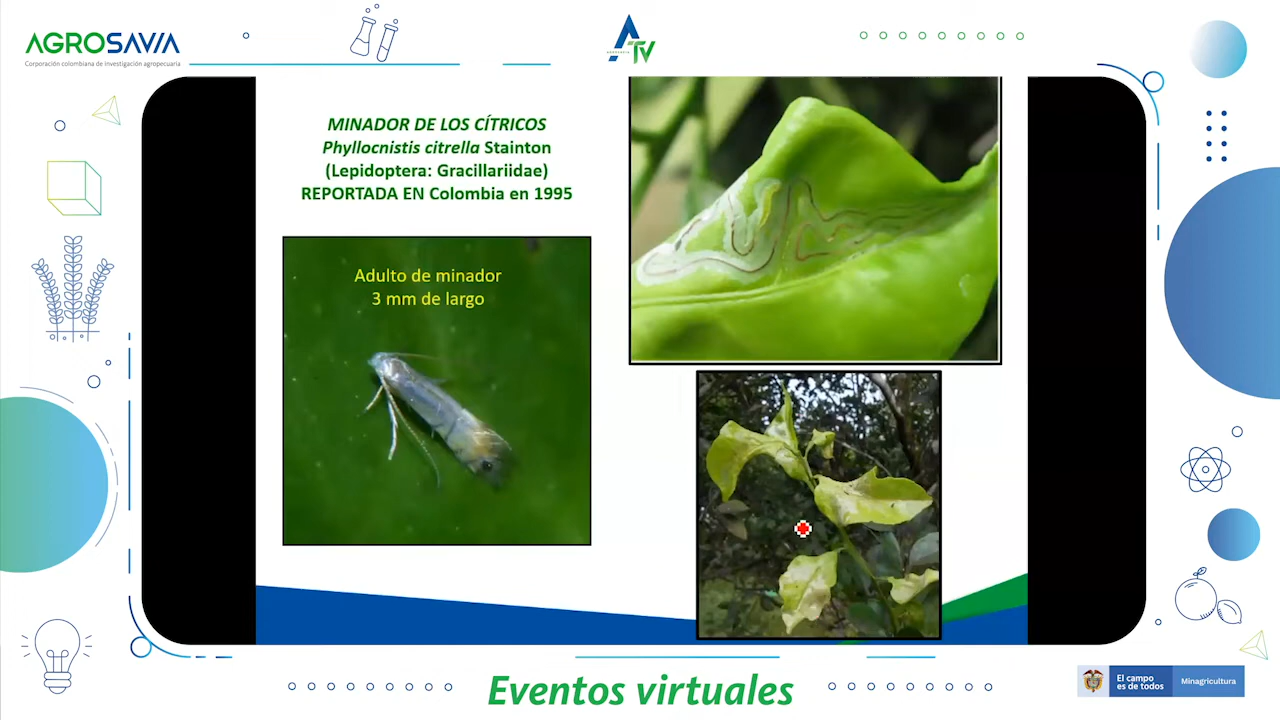 AGROSAVIA
Corporación colombiana de investigación agropecuaria
ATV
MINADOR DE LOS CÍTRICOS
Phyllocnistis citrella Stainton
(Lepidoptera: Gracillariidae)
REPORTADA EN Colombia en 1995
Adulto de minador
3 mm de largo
Eventos virtuales
El campo
es de todos
Minagricultura